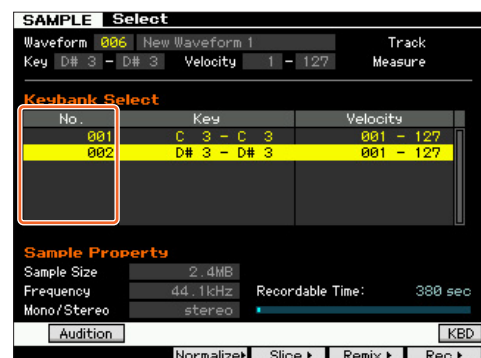 SAMPLE Select
Waveform 006 New Waveform 1 Track
Key D# 3 - D# 3 Velocity 1 - 127 Measure
Keybank Select
No. Key Velocity
001 C 3 - C 3 001 - 127
002 D# 3 - D# 3 001 - 127
Sample Property
Sample Size 2.4MB
Frequency 44.1kHz Recordable Time: 380 sec
Mono/Stereo stereo
Audition KBD
Normalize Slice Remix Rec